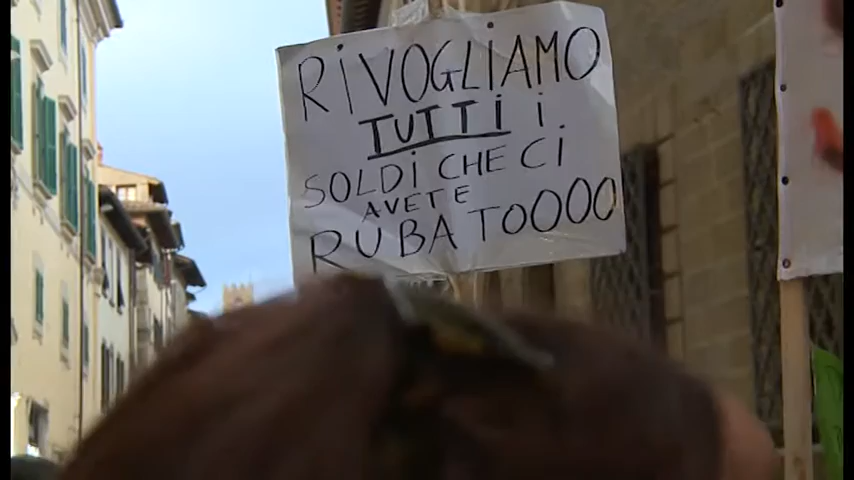 RIVOGLIAMO
TUTTI i
SOLDI CHE CI
AVETE
RUBATOOOO